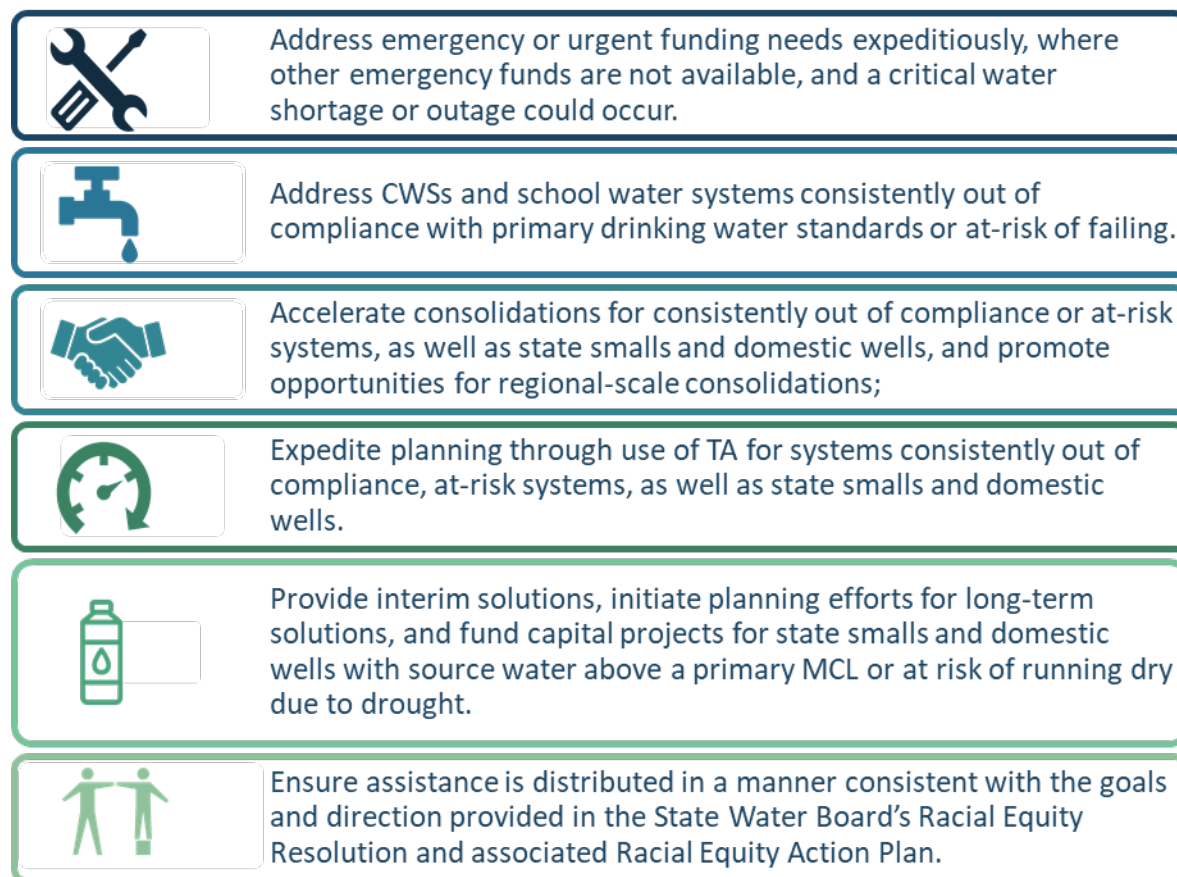 Address emergency or urgent funding needs expeditiously, where
other emergency funds are not available, and a critical water
shortage or outage could occur.
Address CWSs and school water systems consistently out of
compliance with primary drinking water standards or at-risk of failing.
Accelerate consolidations for consistently out of compliance or at-risk
systems, as well as state smalls and domestic wells, and promote
opportunities for regional-scale consolidations;
Expedite planning through use of TA for systems consistently out of
compliance, at-risk systems, as well as state smalls and domestic
wells.
Provide interim solutions, initiate planning efforts for long-term
solutions, and fund capital projects for state smalls and domestic
wells with source water above a primary MCL or at risk of running dry
due to drought.
Ensure assistance is distributed in a manner consistent with the goals
and direction provided in the State Water Board’s Racial Equity
Resolution and associated Racial Equity Action Plan.